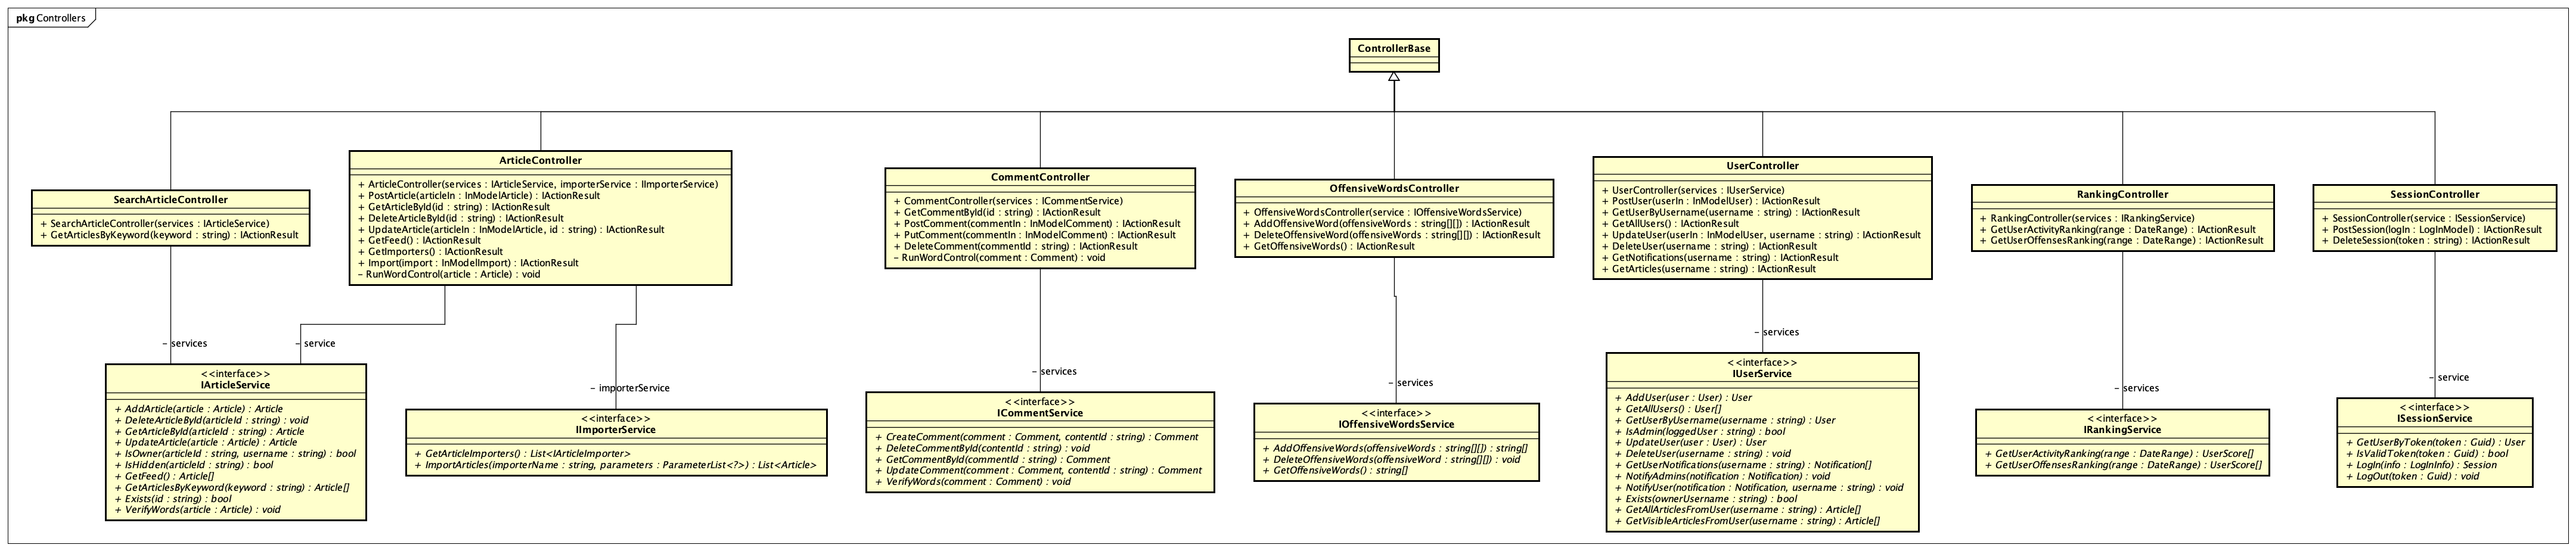 pkg Controllers
ControllerBase
SearchArticleController
+ SearchArticleController(services : IArticleService)
+ GetArticlesByKeyword(keyword : string) : IActionResult
ArticleController
+ ArticleController(services : IArticleService, importerService : IImporterService)
+ PostArticle(articleIn : InModelArticle) : IActionResult
+ GetArticleById(id : string) : IActionResult
+ DeleteArticleById(id : string) : IActionResult
+ UpdateArticle(articleIn : InModelArticle, id : string) : IActionResult
+ GetFeed() : IActionResult
+ GetImporters() : IActionResult
+ Import(import : InModelImport) : IActionResult
– RunWordControl(article : Article) : void
CommentController
+ CommentController(services : ICommentService)
+ GetCommentById(id : string) : IActionResult
+ PostComment(commentIn : InModelComment) : IActionResult
+ PutComment(commentIn : InModelComment) : IActionResult
+ DeleteComment(commentId : string) : IActionResult
– RunWordControl(comment : Comment) : void
OffensiveWordsController
+ OffensiveWordsController(service : IOffensiveWordsService)
+ AddOffensiveWord(offensiveWords : string[][]) : IActionResult
+ DeleteOffensiveWord(offensiveWords : string[][]) : IActionResult
+ GetOffensiveWords() : IActionResult
UserController
+ UserController(services : IUserService)
+ PostUser(userIn : InModelUser) : IActionResult
+ GetUserByUsername(username : string) : IActionResult
+ GetAllUsers() : IActionResult
+ UpdateUser(userIn : InModelUser, username : string) : IActionResult
+ DeleteUser(username : string) : IActionResult
+ GetNotifications(username : string) : IActionResult
+ GetArticles(username : string) : IActionResult
RankingController
+ RankingController(services : IRankingService)
+ GetUserActivityRanking(range : DateRange) : IActionResult
+ GetUserOffensesRanking(range : DateRange) : IActionResult
SessionController
+ SessionController(service : ISessionService)
+ PostSession(logIn : LogInModel) : IActionResult
+ DeleteSession(token : string) : IActionResult
– services
– service
– importerService
– services
– services
– services
– services
– service
<<interface>>
IArticleService
+ AddArticle(article : Article) : Article
+ DeleteArticleById(articleId : string) : void
+ GetArticleById(articleId : string) : Article
+ UpdateArticle(article : Article) : Article
+ IsOwner(articleId : string, username : string) : bool
+ IsHidden(articleId : string) : bool
+ GetFeed() : Article[]
+ GetArticlesByKeyword(keyword : string) : Article[]
+ Exists(id : string) : bool
+ VerifyWords(article : Article) : void
<<interface>>
IImporterService
+ GetArticleImporters() : List<IArticleImporter>
+ ImportArticles(importerName : string, parameters : ParameterList<?>) : List<Article>
<<interface>>
ICommentService
+ CreateComment(comment : Comment, contentId : string) : Comment
+ DeleteCommentById(contentId : string) : void
+ GetCommentById(commentId : string) : Comment
+ UpdateComment(comment : Comment, contentId : string) : Comment
+ VerifyWords(comment : Comment) : void
<<interface>>
IOffensiveWordsService
+ AddOffensiveWords(offensiveWords : string[][]) : string[]
+ DeleteOffensiveWords(offensiveWord : string[][]) : void
+ GetOffensiveWords() : string[]
<<interface>>
IUserService
+ AddUser(user : User) : User
+ GetAllUsers() : User[]
+ GetUserByUsername(username : string) : User
+ IsAdmin(loggedUser : string) : bool
+ UpdateUser(user : User) : User
+ DeleteUser(username : string) : void
+ GetUserNotifications(username : string) : Notification[]
+ NotifyAdmins(notification : Notification) : void
+ NotifyUser(notification : Notification, username : string) : void
+ Exists(ownerUsername : string) : bool
+ GetAllArticlesFromUser(username : string) : Article[]
+ GetVisibleArticlesFromUser(username : string) : Article[]
<<interface>>
IRankingService
+ GetUserActivityRanking(range : DateRange) : UserScore[]
+ GetUserOffensesRanking(range : DateRange) : UserScore[]
<<interface>>
ISessionService
+ GetUserByToken(token : Guid) : User
+ IsValidToken(token : Guid) : bool
+ LogIn(info : LogInInfo) : Session
+ LogOut(token : Guid) : void